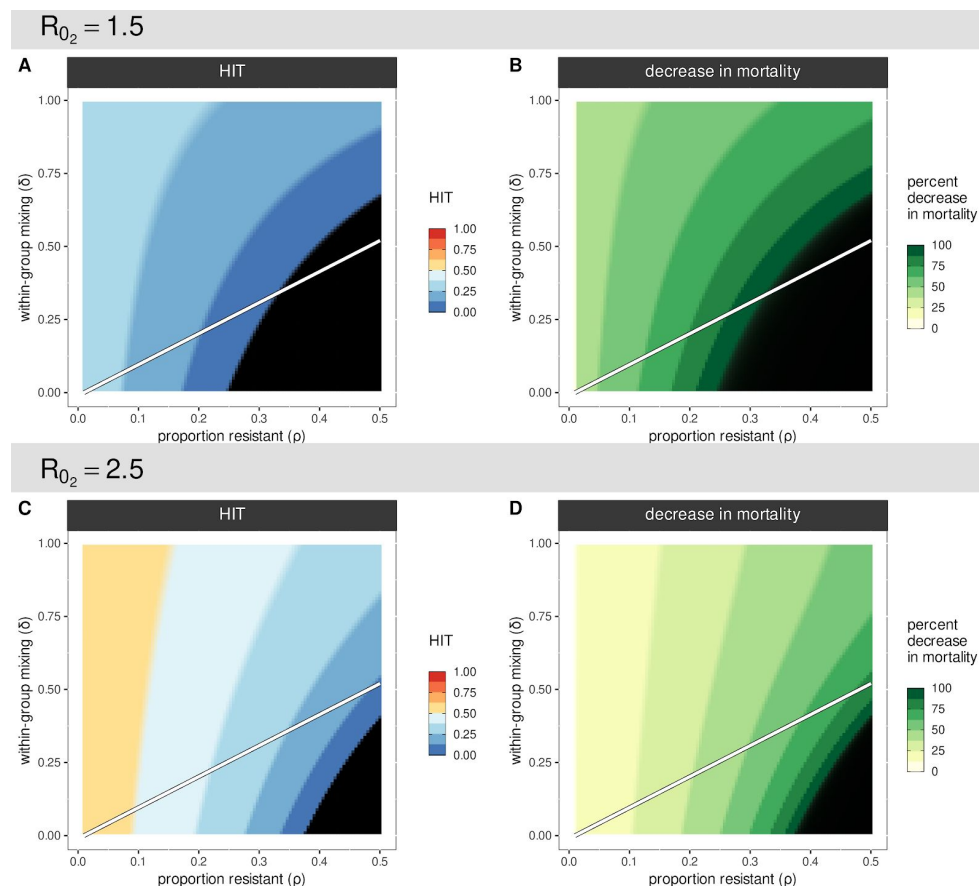 R₀₂ = 1.5
A
HIT
1.00
0.75
0.50
0.25
0.00
within-group mixing (δ)
0.0 0.1 0.2 0.3 0.4 0.5
proportion resistant (ρ)
HIT
1.00
0.75
0.50
0.25
0.00
B
decrease in mortality
1.00
0.75
0.50
0.25
0.00
within-group mixing (δ)
0.0 0.1 0.2 0.3 0.4 0.5
proportion resistant (ρ)
percent
decrease
in mortality
100
75
50
25
0
R₀₂ = 2.5
C
HIT
1.00
0.75
0.50
0.25
0.00
within-group mixing (δ)
0.0 0.1 0.2 0.3 0.4 0.5
proportion resistant (ρ)
HIT
1.00
0.75
0.50
0.25
0.00
D
decrease in mortality
1.00
0.75
0.50
0.25
0.00
within-group mixing (δ)
0.0 0.1 0.2 0.3 0.4 0.5
proportion resistant (ρ)
percent
decrease
in mortality
100
75
50
25
0